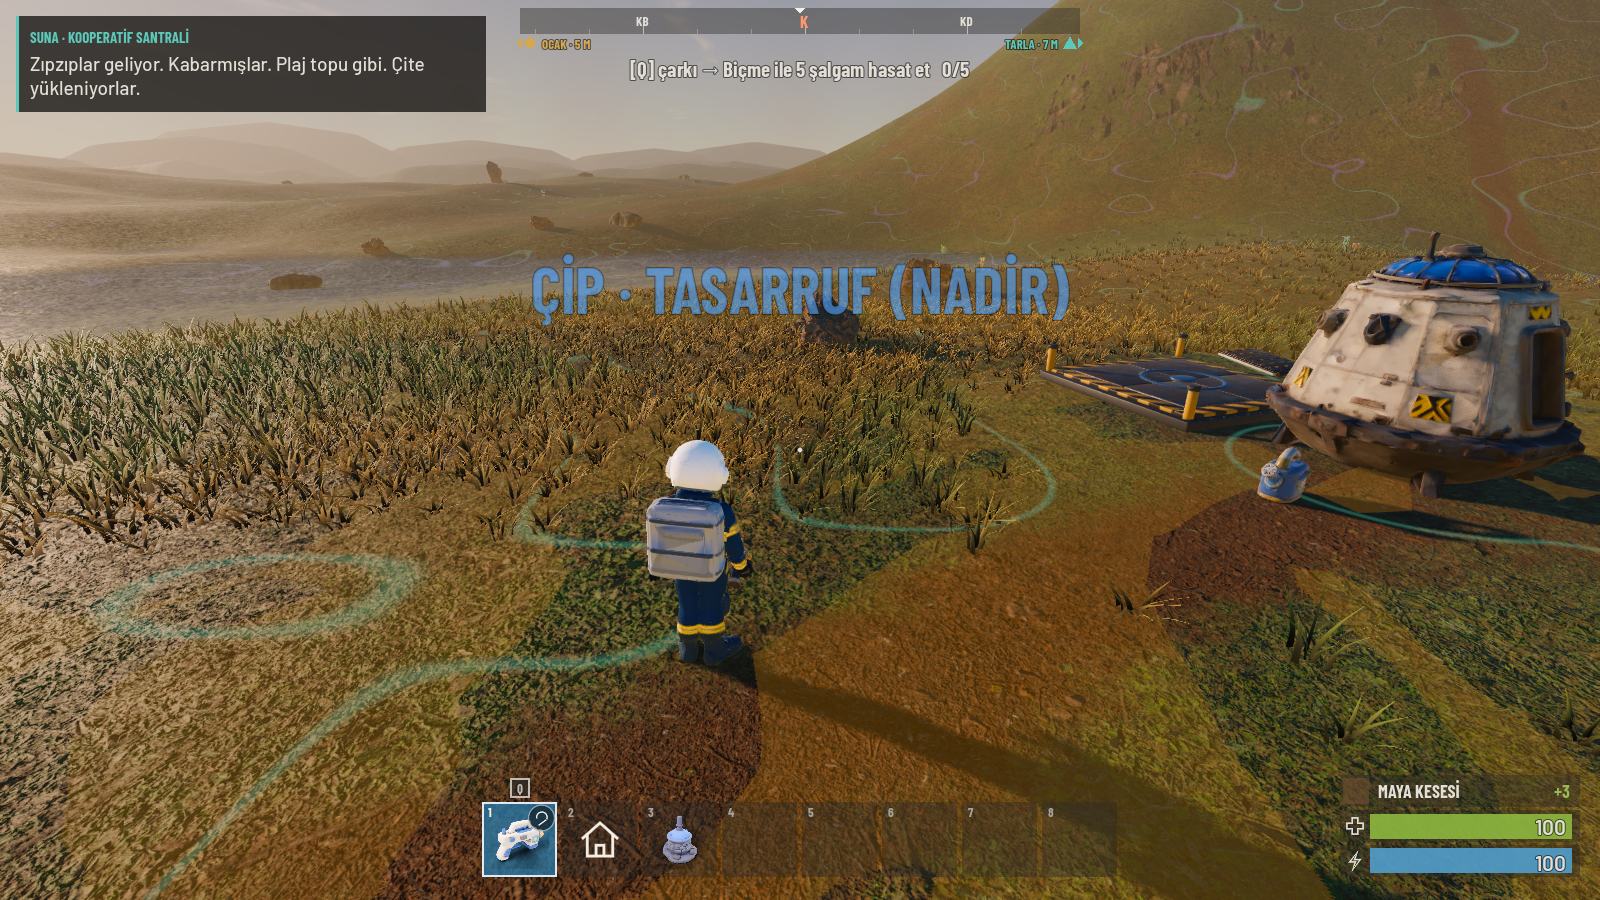 SUNA · KOOPERATİF SANTRALİ
Zıpzıplar geliyor. Kabarmışlar. Plaj topu gibi. Çite
yükleniyorlar.
KB
K
KD
OCAK · 5 M
TARLA · 7 M
[Q] çarkı → Biçme ile 5 şalgam hasat et 0/5
ÇİP · TASARRUF (NADİR)
MAYA KESESİ +3
100
100
Q
1 2 3 4 5 6 7 8